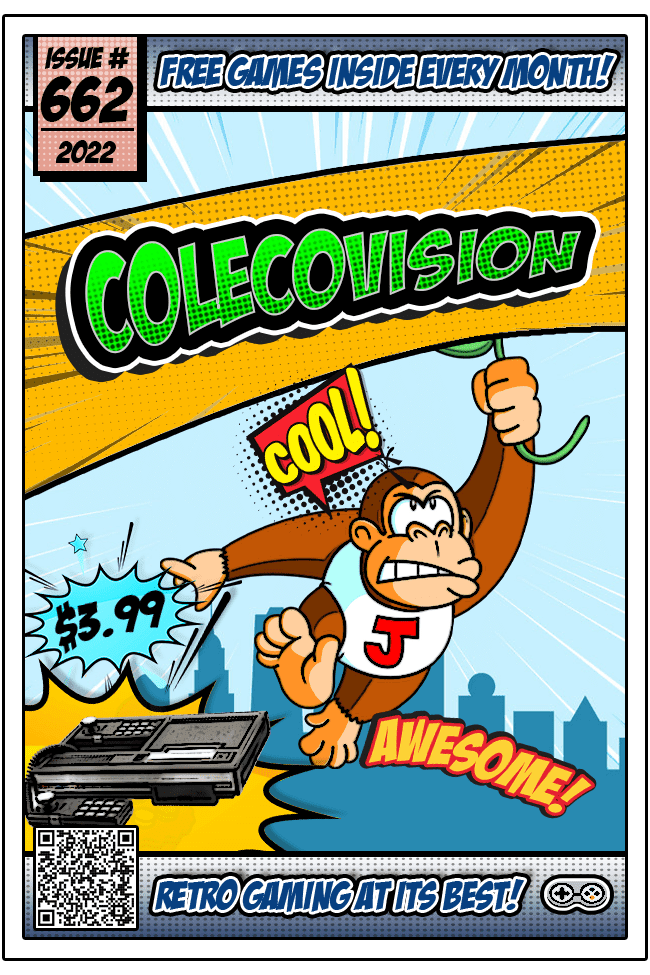 ISSUE #
662
2022
FREE GAMES INSIDE EVERY MONTH!
COLECOVISION
COOL!
$3.99
J
AWESOME!
RETRO GAMING AT ITS BEST!